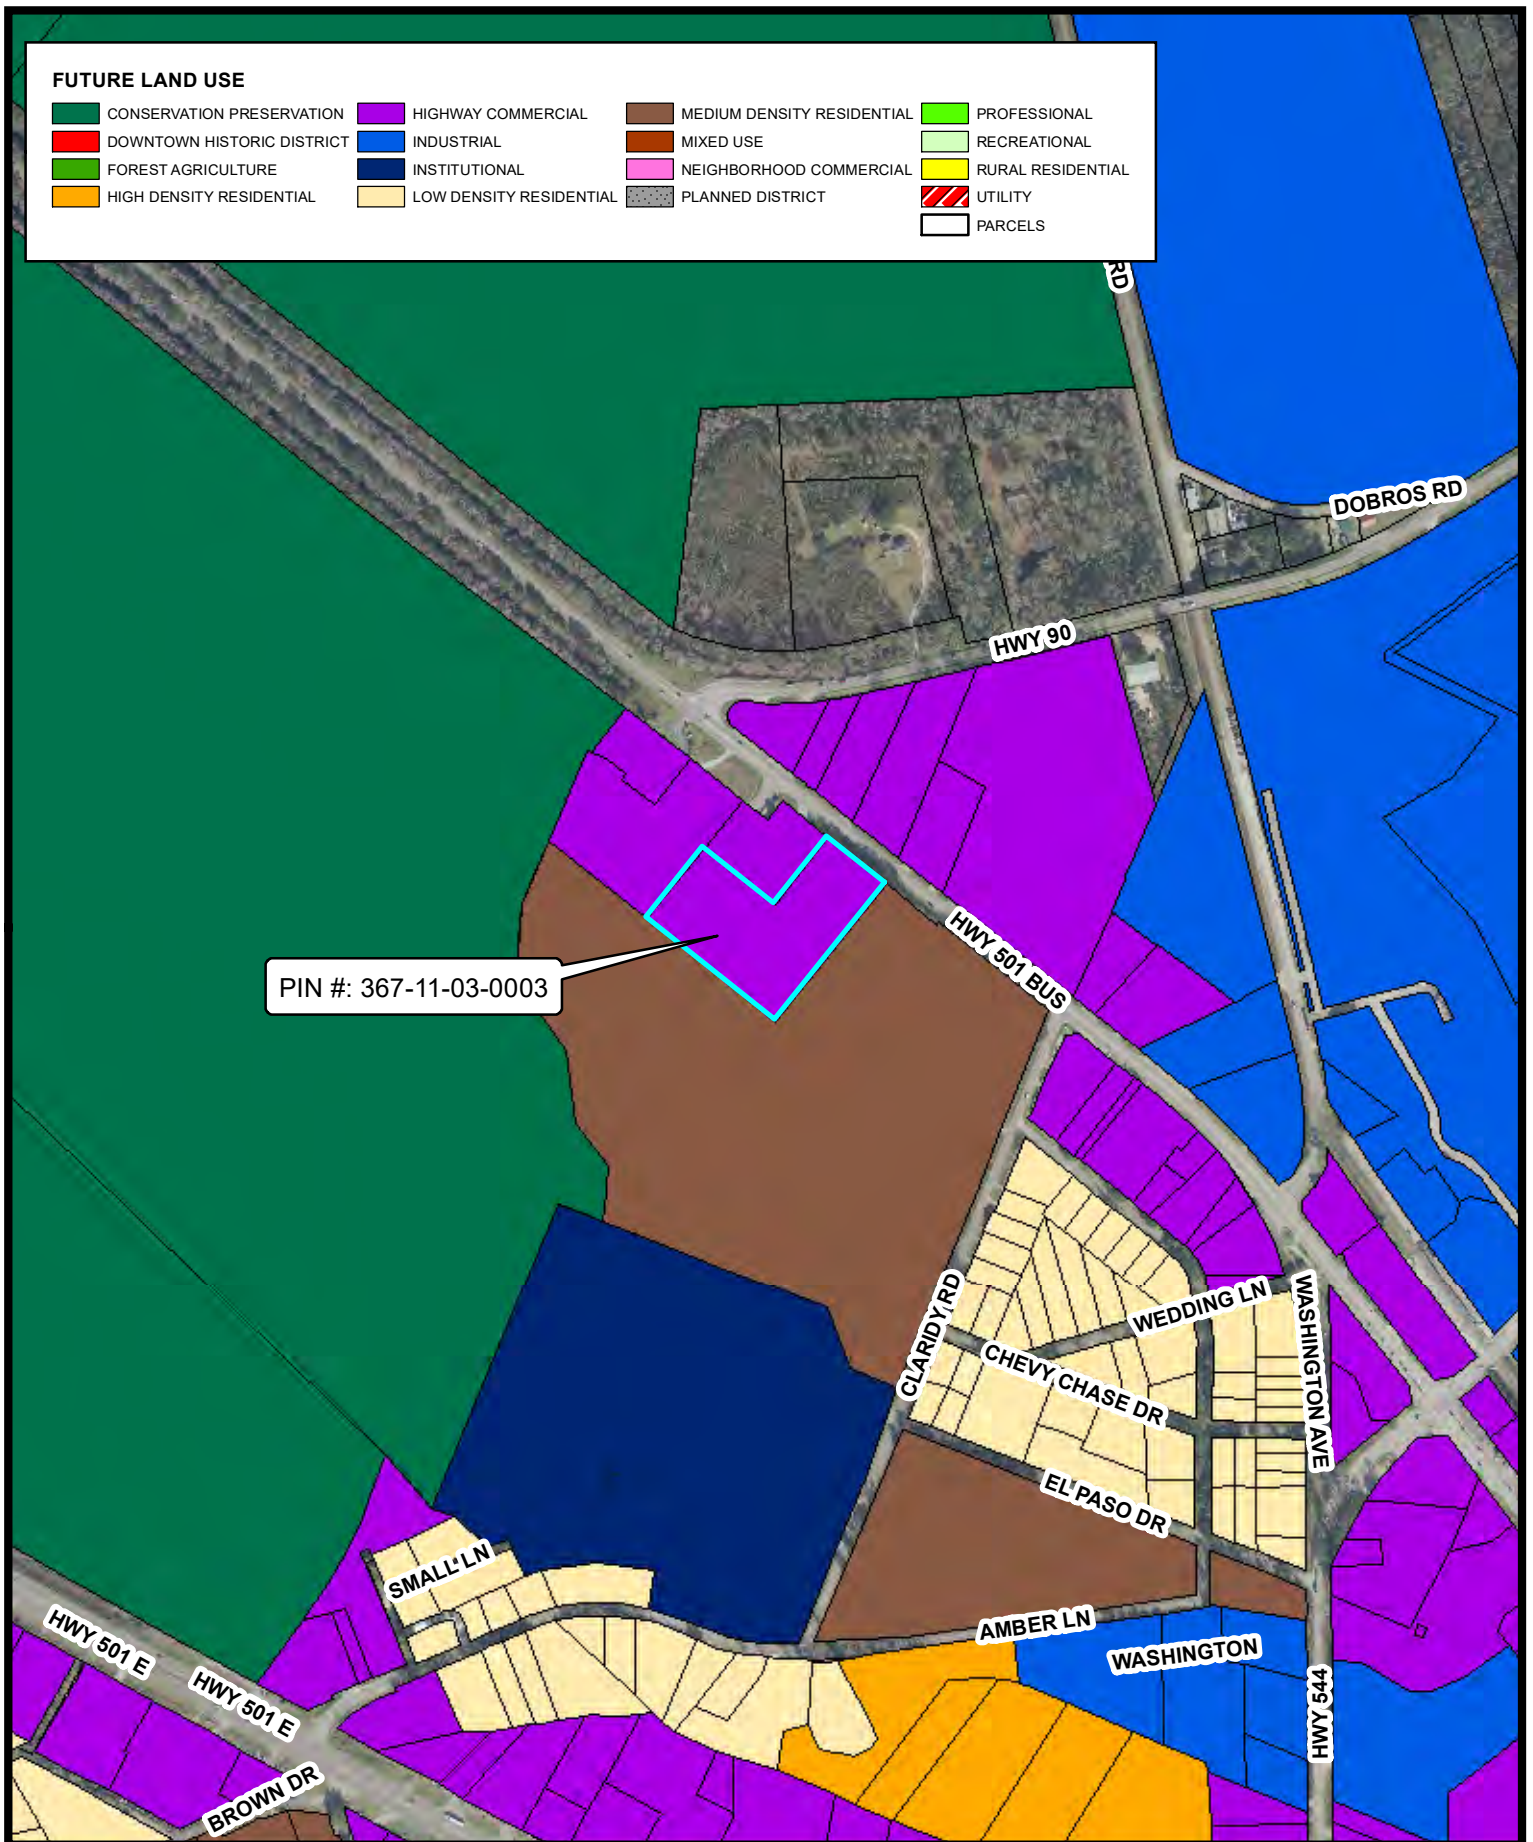 FUTURE LAND USE
CONSERVATION PRESERVATION
DOWNTOWN HISTORIC DISTRICT
FOREST AGRICULTURE
HIGH DENSITY RESIDENTIAL
HIGHWAY COMMERCIAL
INDUSTRIAL
INSTITUTIONAL
LOW DENSITY RESIDENTIAL
MEDIUM DENSITY RESIDENTIAL
MIXED USE
NEIGHBORHOOD COMMERCIAL
PLANNED DISTRICT
PROFESSIONAL
RECREATIONAL
RURAL RESIDENTIAL
UTILITY
PARCELS
RD
DOBROS RD
HWY 90
HWY 501 BUS
PIN #: 367-11-03-0003
CLARIDY RD
WEDDING LN
WASHINGTON AVE
CHEVY CHASE DR
EL PASO DR
SMALL LN
AMBER LN
WASHINGTON
HWY 501 E
HWY 501 E
HWY 544
BROWN DR